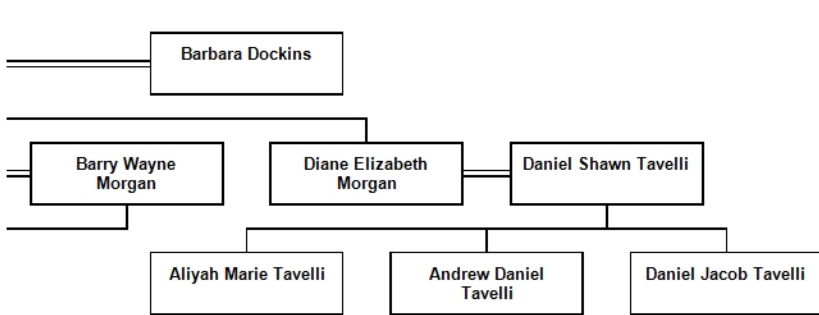 Barbara Dockins
Barry Wayne
Morgan
Diane Elizabeth
Morgan
Daniel Shawn Tavelli
Aliyah Marie Tavelli
Andrew Daniel
Tavelli
Daniel Jacob Tavelli